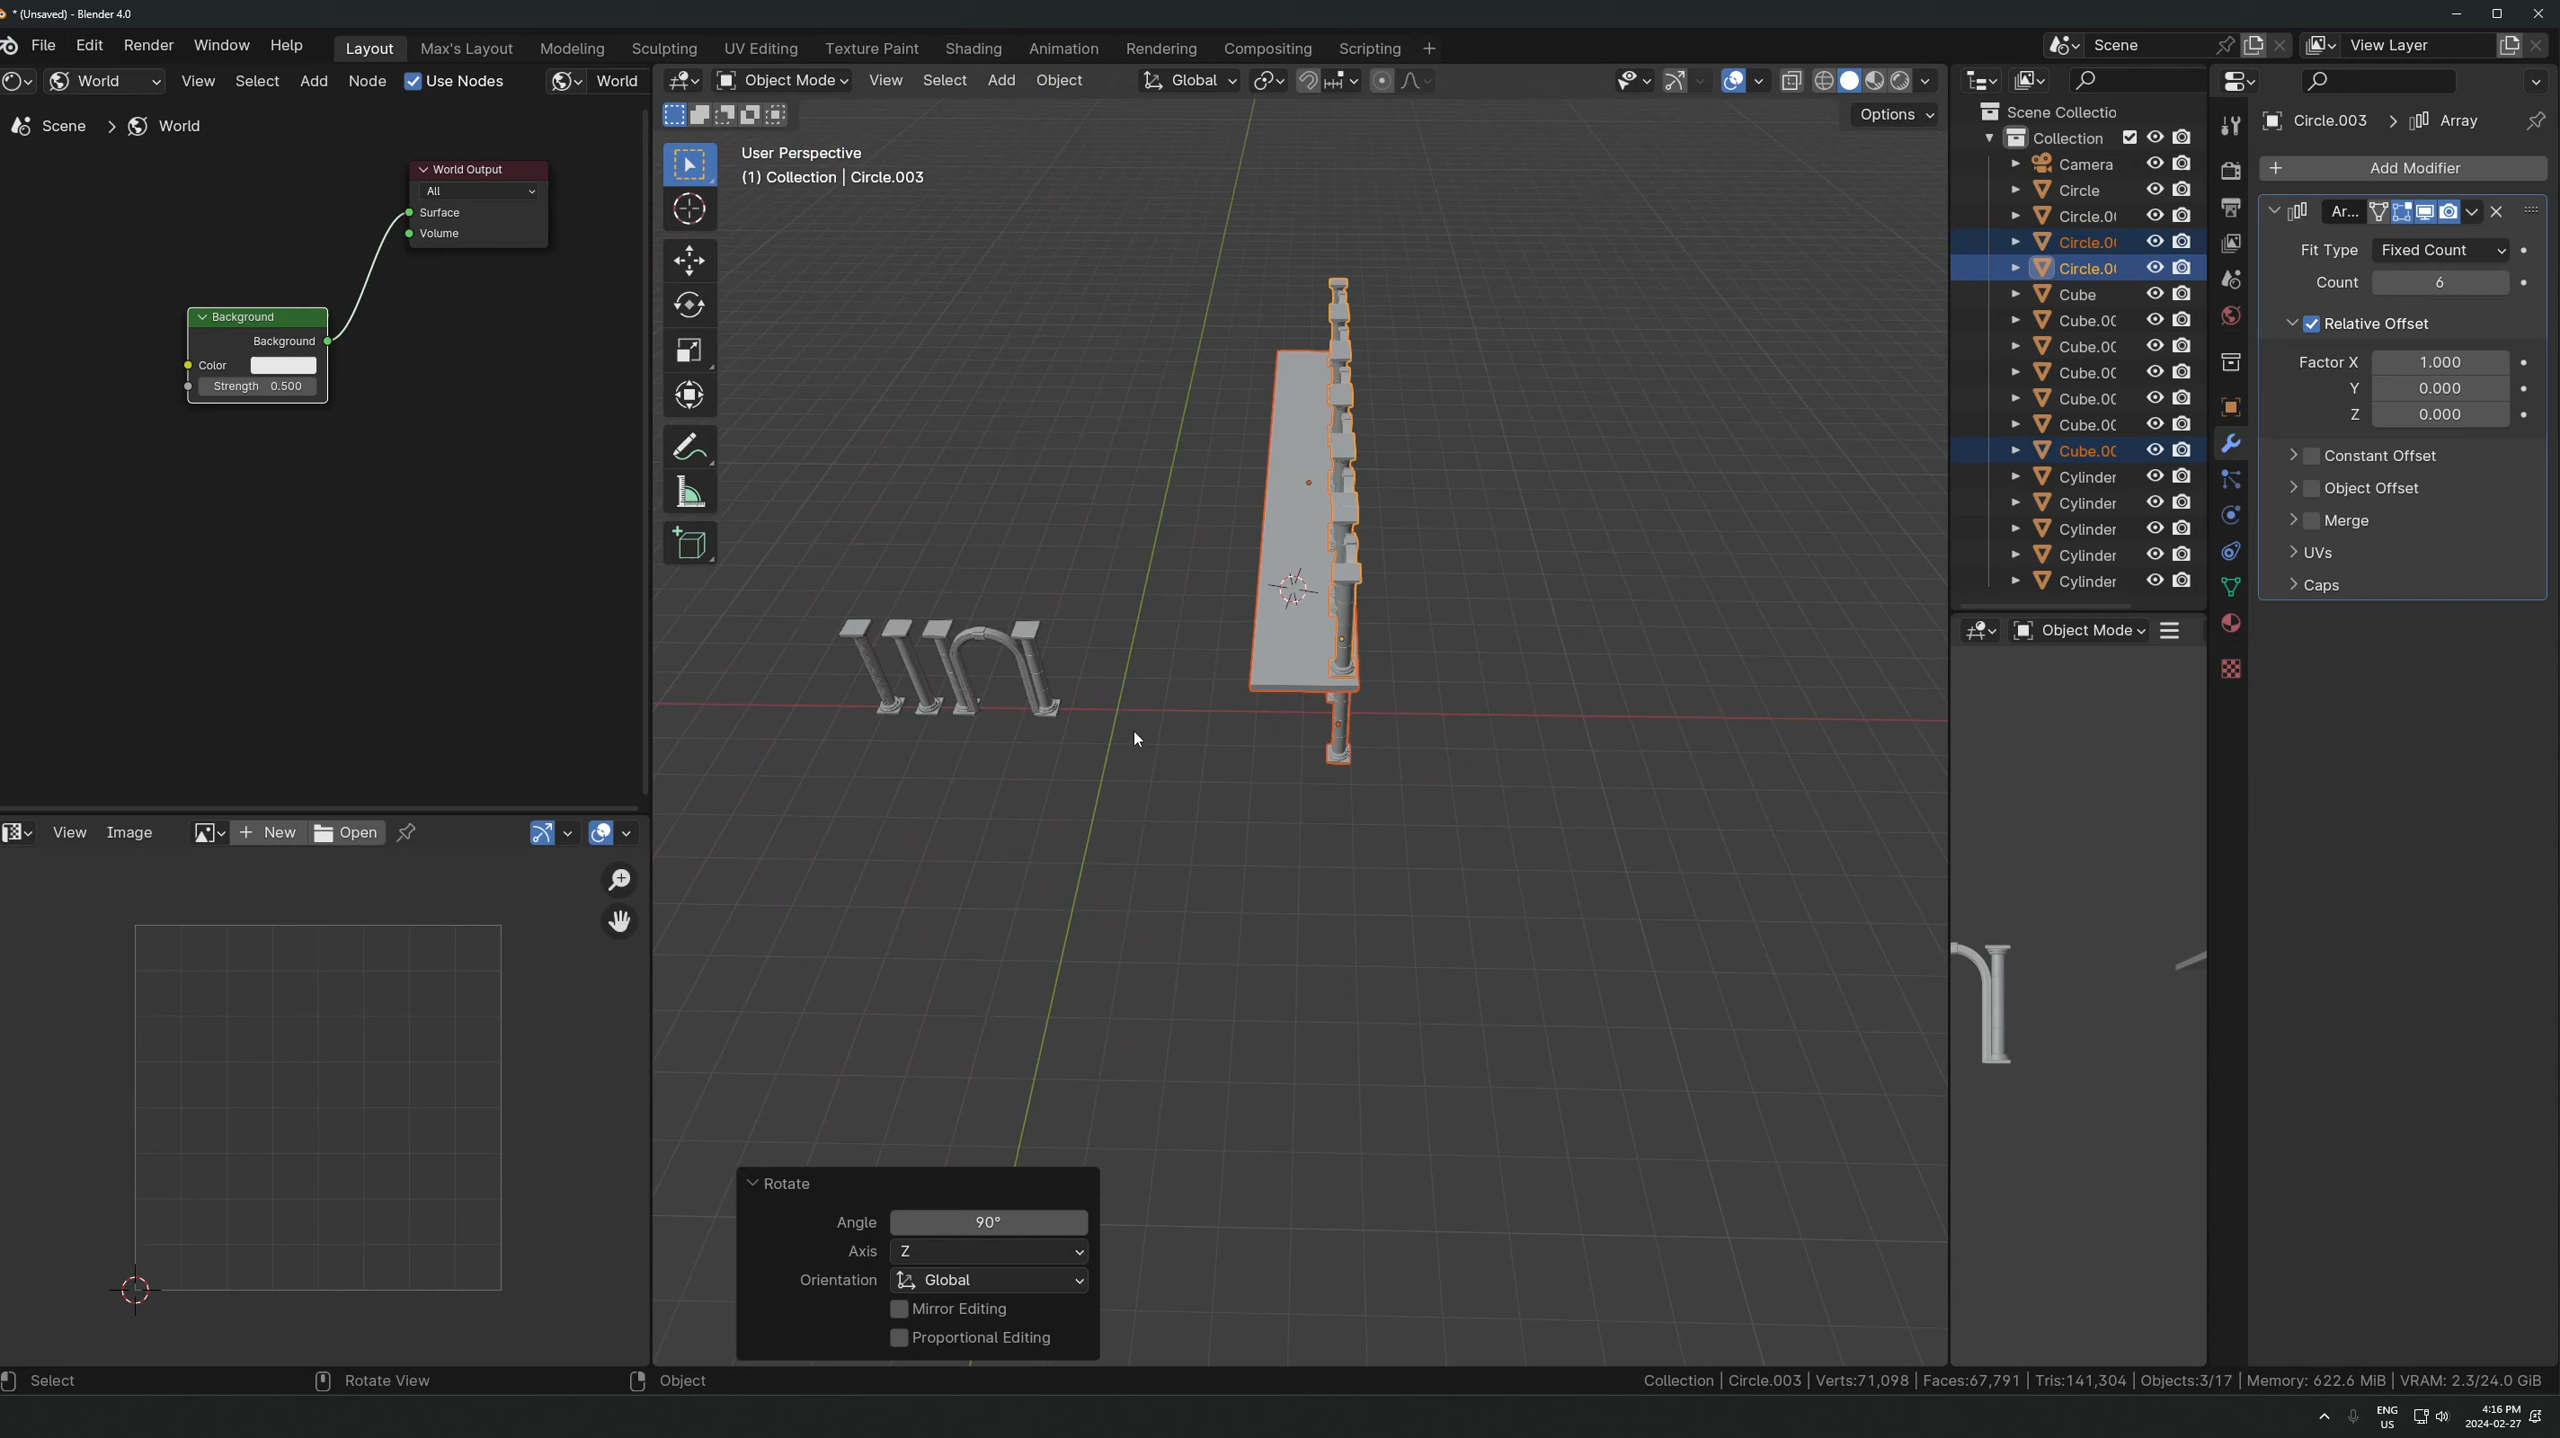 * (Unsaved) - Blender 4.0
File Edit Render Window Help Layout Max's Layout Modeling Sculpting UV Editing Texture Paint Shading Animation Rendering Compositing Scripting + Scene View Layer
World View Select Add Node Use Nodes World
Object Mode View Select Add Object Global
Options
Scene > World
User Perspective
(1) Collection | Circle.003
World Output
All
Surface
Volume
Background
Background
Color
Strength 0.500
Scene Collectio
Collection
Camera
Circle
Circle.0
Circle.0
Circle.0
Cube
Cube.0
Cube.0
Cube.0
Cube.0
Cube.0
Cube.0
Cylinder
Cylinder
Cylinder
Cylinder
Cylinder
Circle.003 > Array
+ Add Modifier
Ar...
Fit Type Fixed Count
Count 6
Relative Offset
Factor X 1.000
Y 0.000
Z 0.000
Constant Offset
Object Offset
Merge
UVs
Caps
Object Mode
View Image + New Open
Rotate
Angle 90°
Axis Z
Orientation Global
Mirror Editing
Proportional Editing
Select Rotate View Object
Collection | Circle.003 | Verts:71,098 | Faces:67,791 | Tris:141,304 | Objects:3/17 | Memory: 622.6 MiB | VRAM: 2.3/24.0 GiB
ENG
US
4:16 PM
2024-02-27